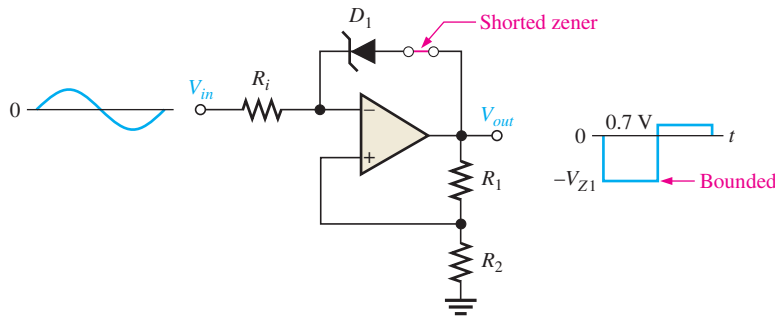 D1
Shorted zener
Vin
Ri
0
−
+
Vout
R1
R2
0.7 V
0
t
−VZ1
Bounded